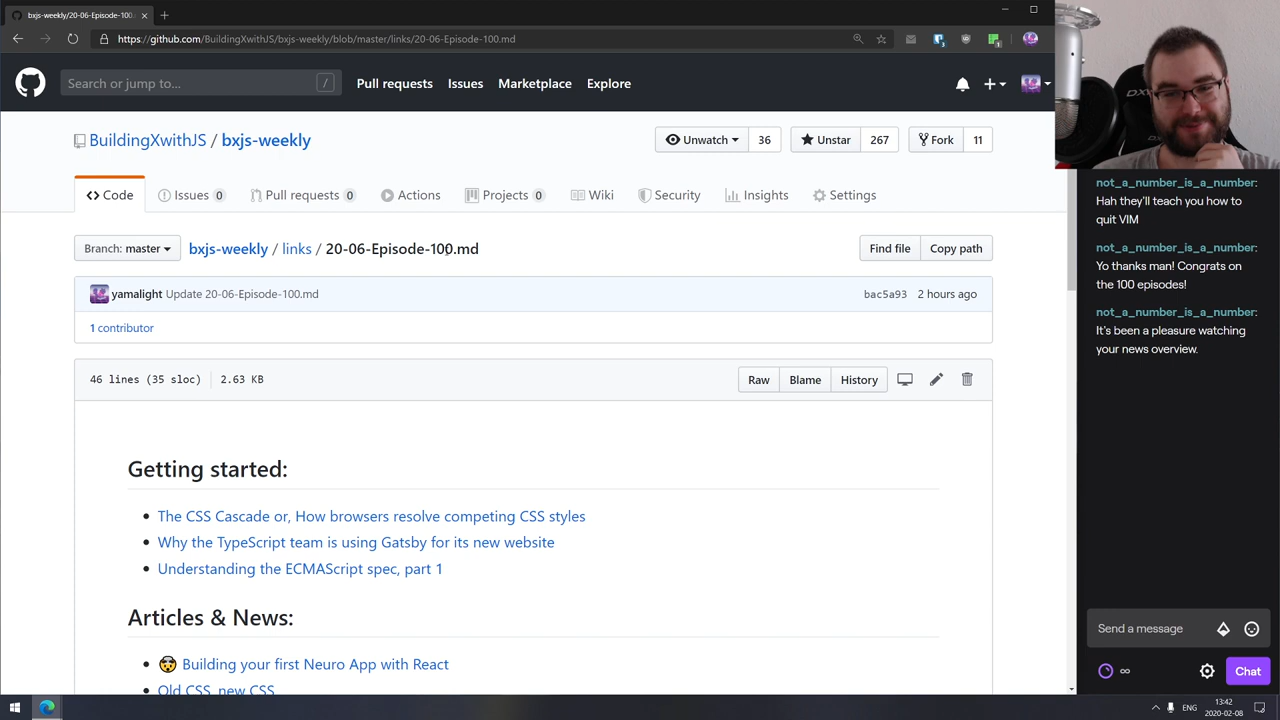 bxjs-weekly/20-06-Episode-100.
https://github.com/BuildingXwithJS/bxjs-weekly/blob/master/links/20-06-Episode-100.md
Search or jump to...
/
Pull requests
Issues
Marketplace
Explore
BuildingXwithJS / bxjs-weekly
Unwatch
36
Unstar
267
Fork
11
Code
Issues 0
Pull requests 0
Actions
Projects 0
Wiki
Security
Insights
Settings
Branch: master
bxjs-weekly / links / 20-06-Episode-100.md
Find file
Copy path
yamalight Update 20-06-Episode-100.md
bac5a93 2 hours ago
1 contributor
46 lines (35 sloc)
2.63 KB
Raw
Blame
History
Getting started:
The CSS Cascade or, How browsers resolve competing CSS styles
Why the TypeScript team is using Gatsby for its new website
Understanding the ECMAScript spec, part 1
Articles & News:
Building your first Neuro App with React
Old CSS, new CSS
not_a_number_is_a_number:
Hah they'll teach you how to
quit VIM
not_a_number_is_a_number:
Yo thanks man! Congrats on
the 100 episodes!
not_a_number_is_a_number:
It's been a pleasure watching
your news overview.
Send a message
∞
Chat
ENG
13:42
2020-02-08